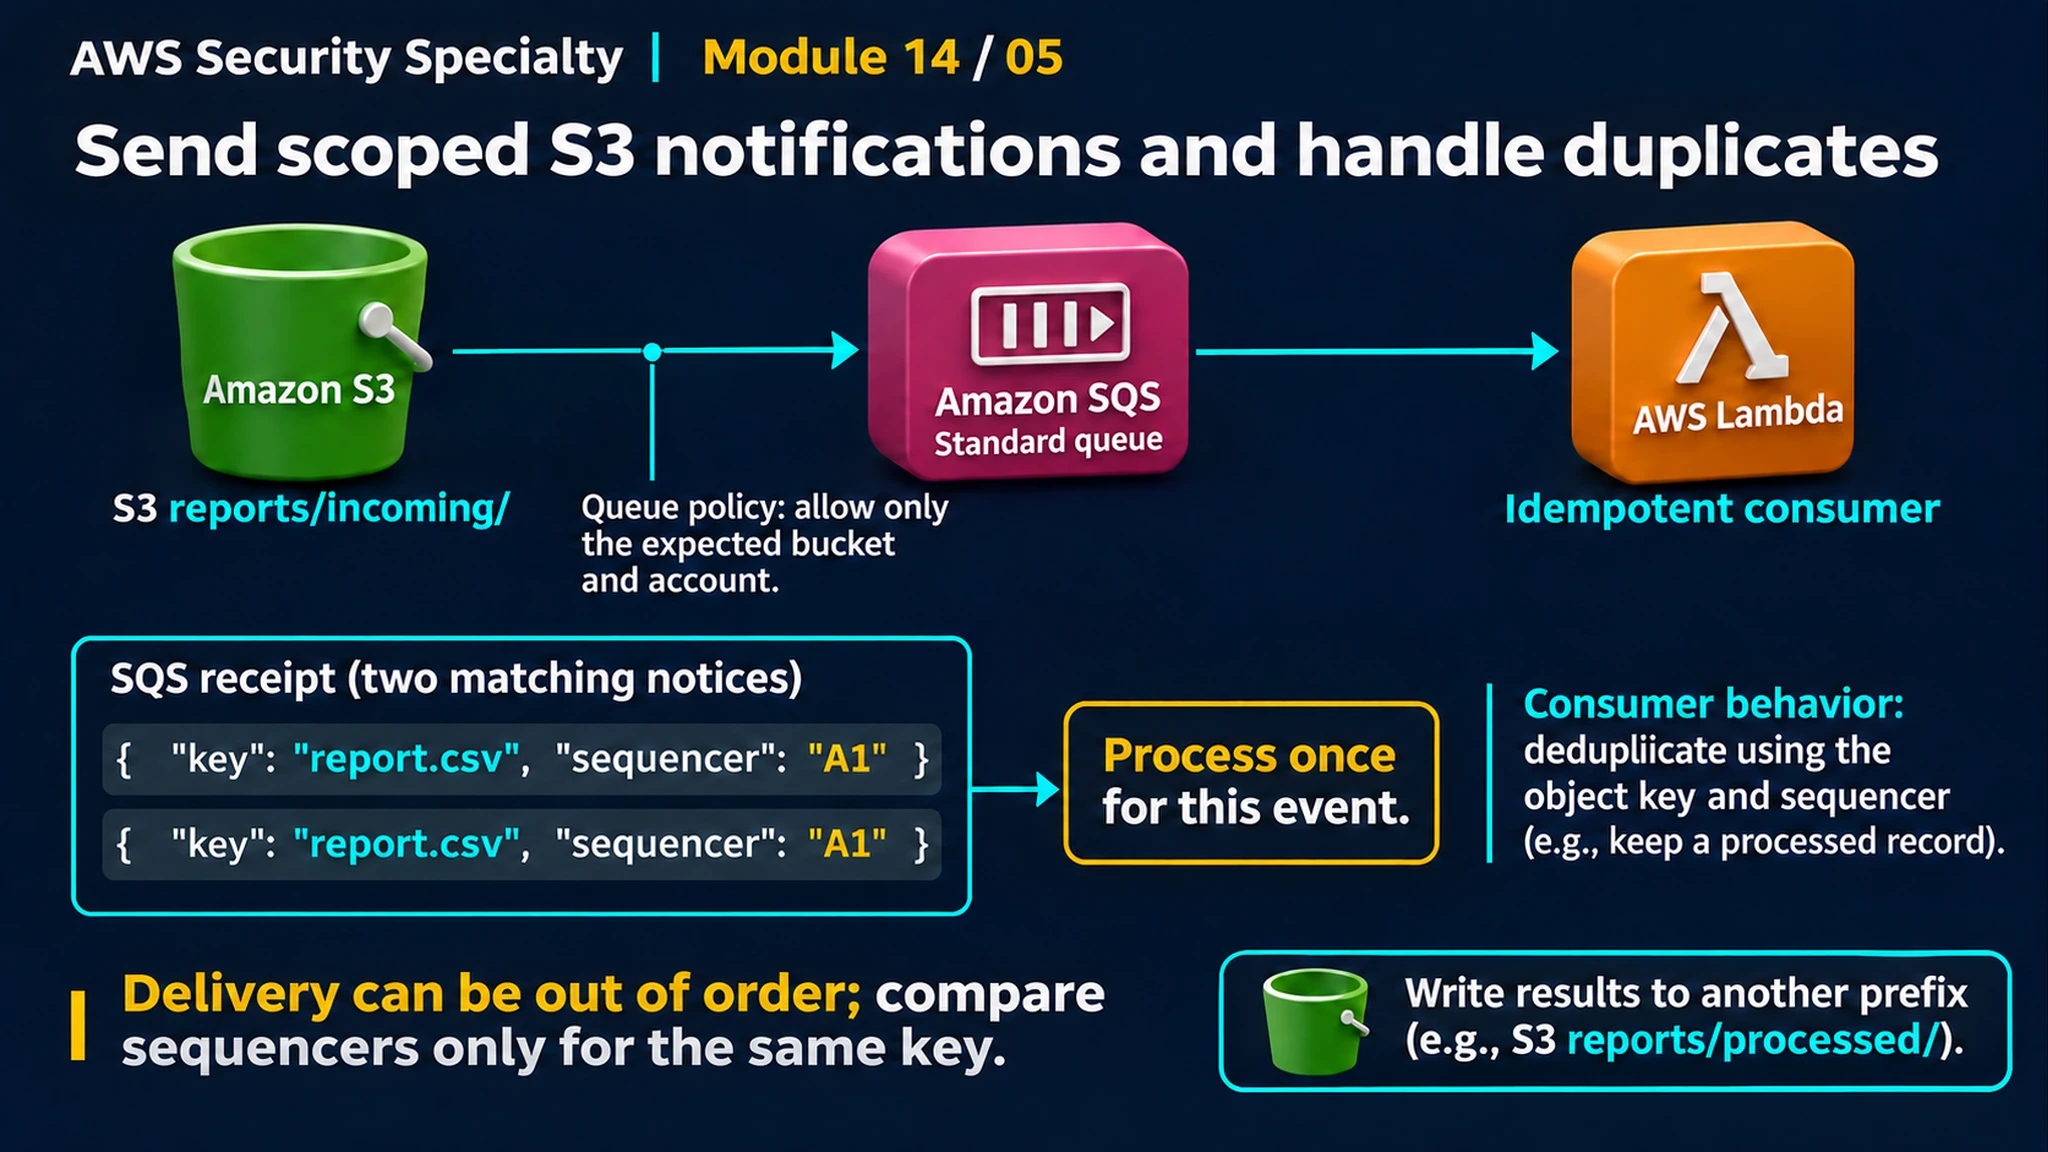 AWS Security Specialty | Module 14 / 05
Send scoped S3 notifications and handle duplicates
Amazon S3
Amazon SQS
Standard queue
AWS Lambda
S3 reports/incoming/
Queue policy: allow only
the expected bucket
and account.
Idempotent consumer
SQS receipt (two matching notices)
{ "key": "report.csv", "sequencer": "A1" }
{ "key": "report.csv", "sequencer": "A1" }
Process once
for this event.
Consumer behavior:
dedupliicate using the
object key and sequencer
(e.g., keep a processed record).
Delivery can be out of order; compare
sequencers only for the same key.
Write results to another prefix
(e.g., S3 reports/processed/).